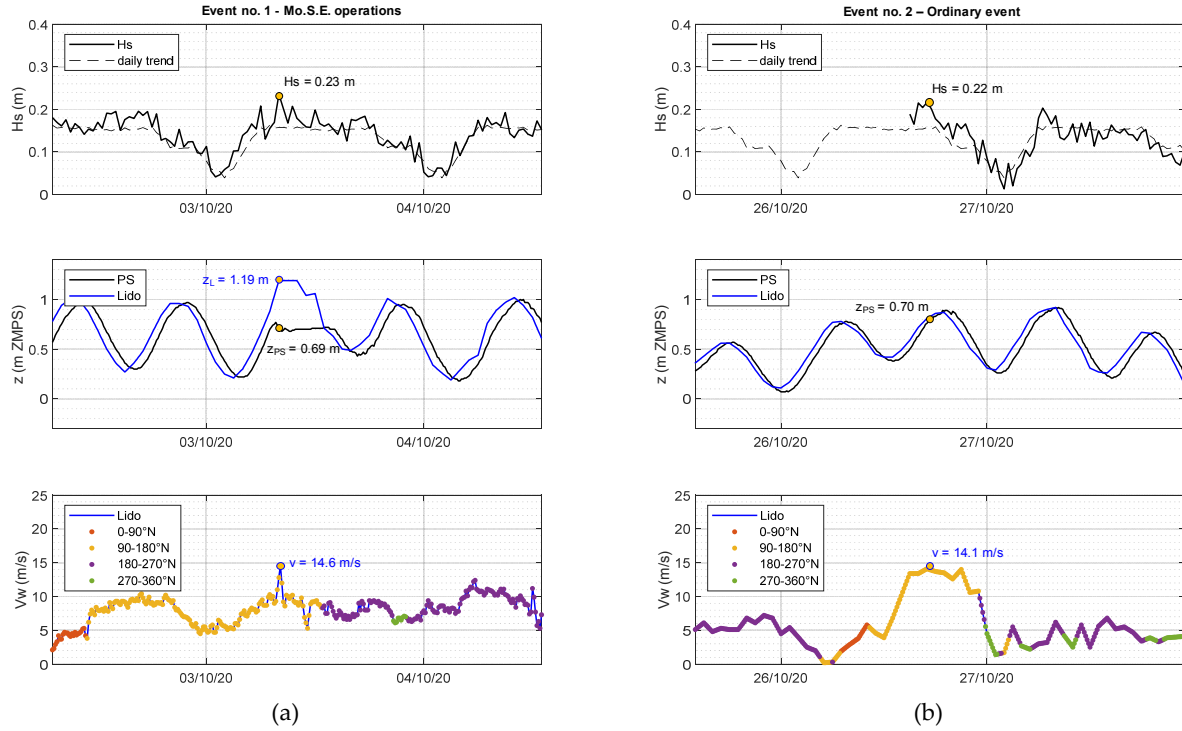 Event no. 1 - Mo.S.E. operations
Hs (m)
0.4
0.3
0.2
0.1
0
Hs
daily trend
Hs = 0.23 m
03/10/20
04/10/20
z (m ZMPS)
1
0.5
0
PS
Lido
zL = 1.19 m
zPS = 0.69 m
03/10/20
04/10/20
Vw (m/s)
25
20
15
10
5
0
Lido
0-90°N
90-180°N
180-270°N
270-360°N
v = 14.6 m/s
03/10/20
04/10/20
(a)
Event no. 2 – Ordinary event
Hs (m)
0.4
0.3
0.2
0.1
0
Hs
daily trend
Hs = 0.22 m
26/10/20
27/10/20
z (m ZMPS)
1
0.5
0
PS
Lido
zPS = 0.70 m
26/10/20
27/10/20
Vw (m/s)
25
20
15
10
5
0
Lido
0-90°N
90-180°N
180-270°N
270-360°N
v = 14.1 m/s
26/10/20
27/10/20
(b)